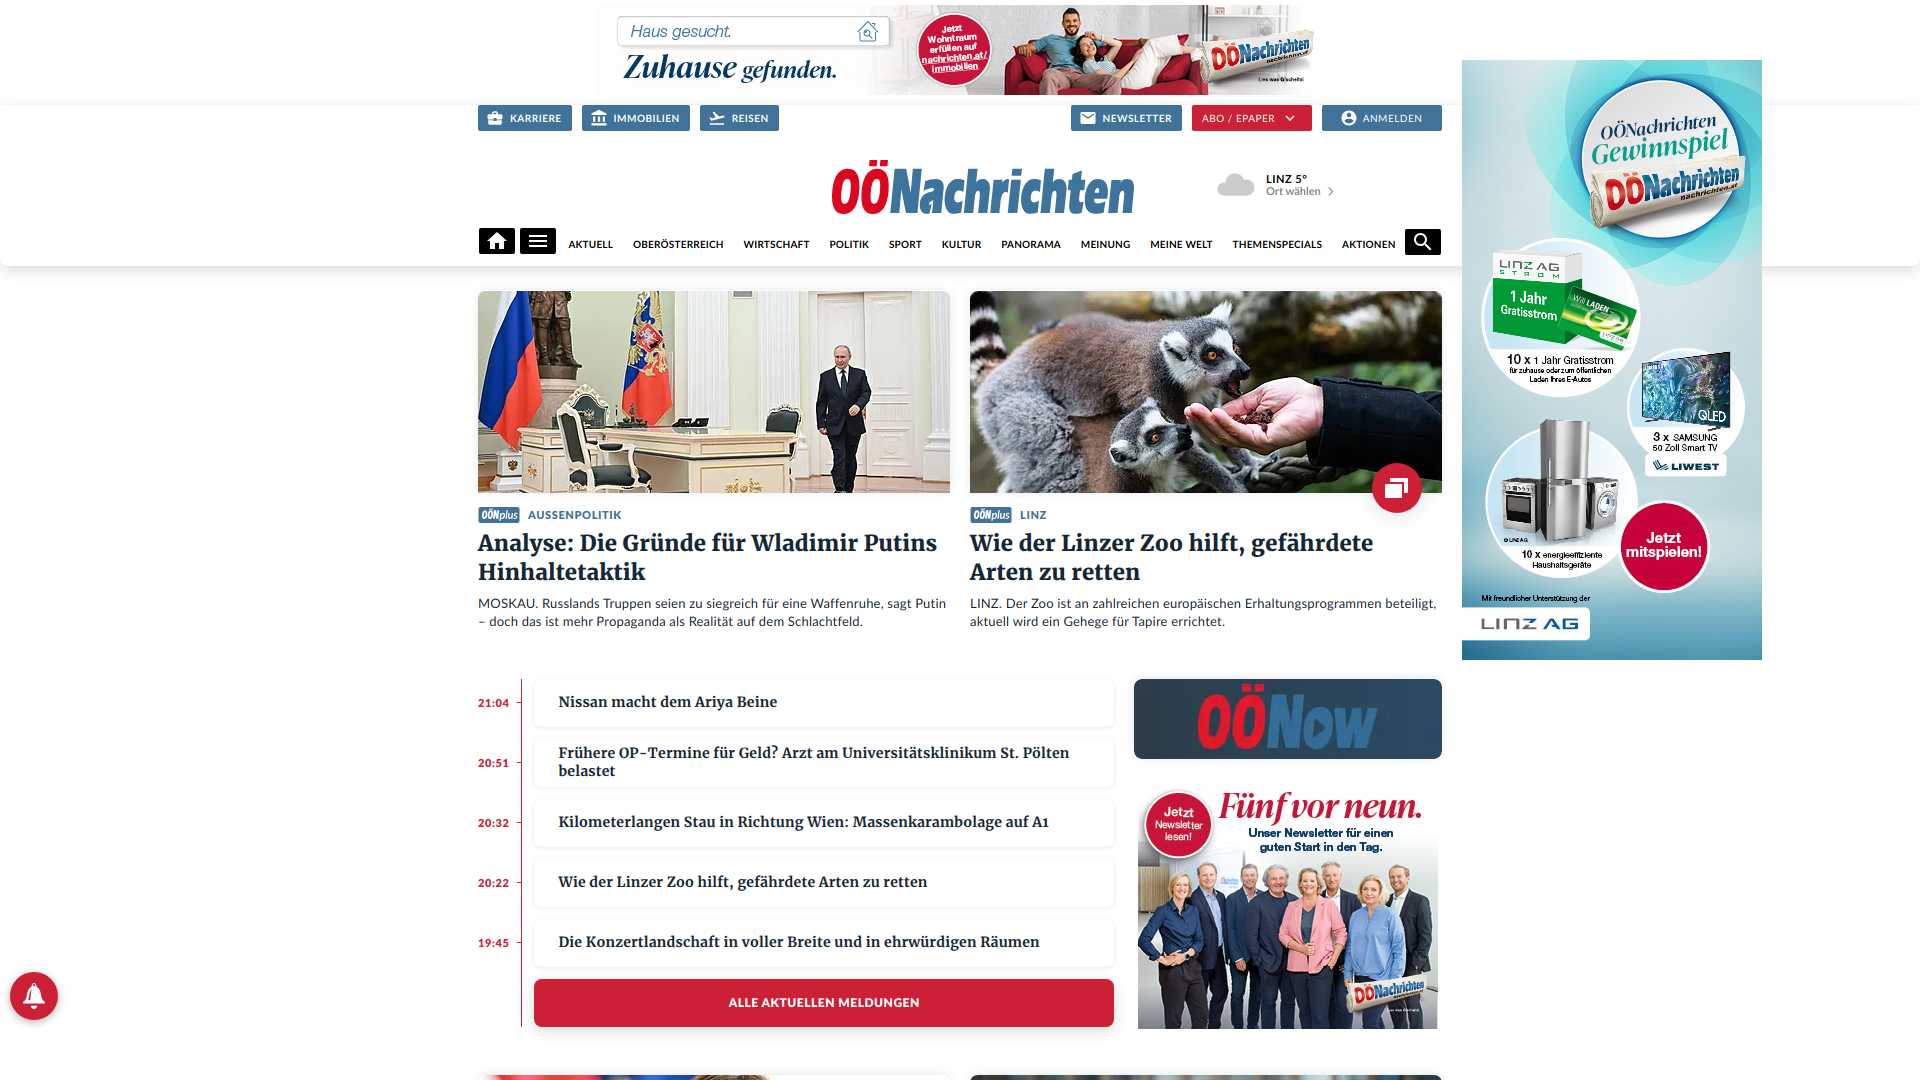 Haus gesucht.
Zuhause gefunden.
Jetzt
Wohntraum
erfüllen auf
nachrichten.at/
immobilien
OÖNachrichten
KARRIERE
IMMOBILIEN
REISEN
NEWSLETTER
ABO / EPAPER
ANMELDEN
OÖNachrichten
LINZ 5°
Ort wählen
AKTUELL
OBERÖSTERREICH
WIRTSCHAFT
POLITIK
SPORT
KULTUR
PANORAMA
MEINUNG
MEINE WELT
THEMENSPECIALS
AKTIONEN
OÖNplus AUSSENPOLITIK
Analyse: Die Gründe für Wladimir Putins
Hinhaltetaktik
MOSKAU. Russlands Truppen seien zu siegreich für eine Waffenruhe, sagt Putin
– doch das ist mehr Propaganda als Realität auf dem Schlachtfeld.
OÖNplus LINZ
Wie der Linzer Zoo hilft, gefährdete
Arten zu retten
LINZ. Der Zoo ist an zahlreichen europäischen Erhaltungsprogrammen beteiligt,
aktuell wird ein Gehege für Tapire errichtet.
21:04
Nissan macht dem Ariya Beine
20:51
Frühere OP-Termine für Geld? Arzt am Universitätsklinikum St. Pölten
belastet
20:32
Kilometerlangen Stau in Richtung Wien: Massenkarambolage auf A1
20:22
Wie der Linzer Zoo hilft, gefährdete Arten zu retten
19:45
Die Konzertlandschaft in voller Breite und in ehrwürdigen Räumen
ALLE AKTUELLEN MELDUNGEN
OÖNow
Jetzt
Newsletter
lesen!
Fünf vor neun.
Unser Newsletter für einen
guten Start in den Tag.
OÖNachrichten
OÖNachrichten
Gewinnspiel
OÖNachrichten
nachrichten.at
LINZ AG
STROM
1 Jahr
Gratisstrom
Will LADEN
10 x 1 Jahr Gratisstrom
für zuhause oder zum öffentlichen
Laden Ihres E-Autos
QLED
3 x SAMSUNG
50 Zoll Smart TV
LIWEST
© LINZ AG
10 x energieeffiziente
Haushaltsgeräte
Jetzt
mitspielen!
Mit freundlicher Unterstützung der
LINZ AG